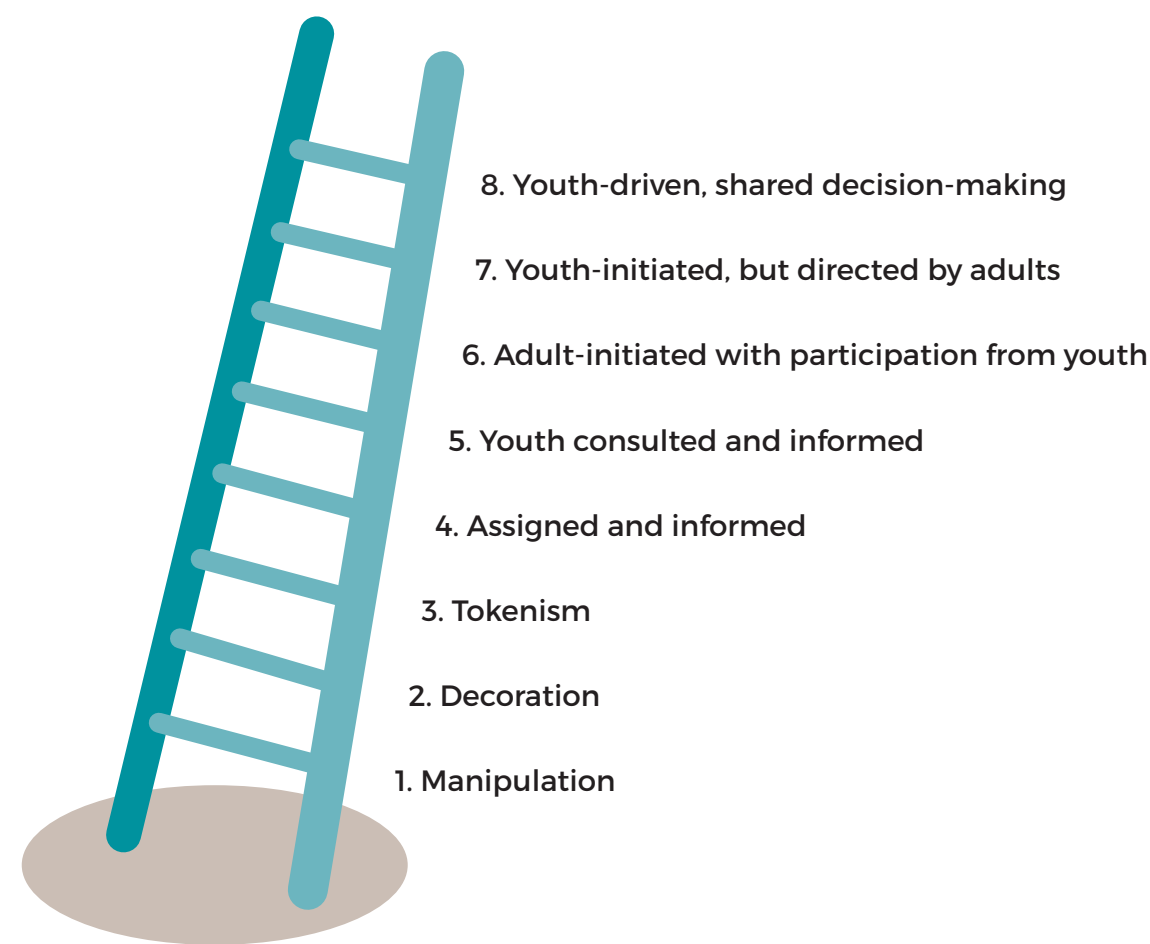 8. Youth-driven, shared decision-making
7. Youth-initiated, but directed by adults
6. Adult-initiated with participation from youth
5. Youth consulted and informed
4. Assigned and informed
3. Tokenism
2. Decoration
1. Manipulation